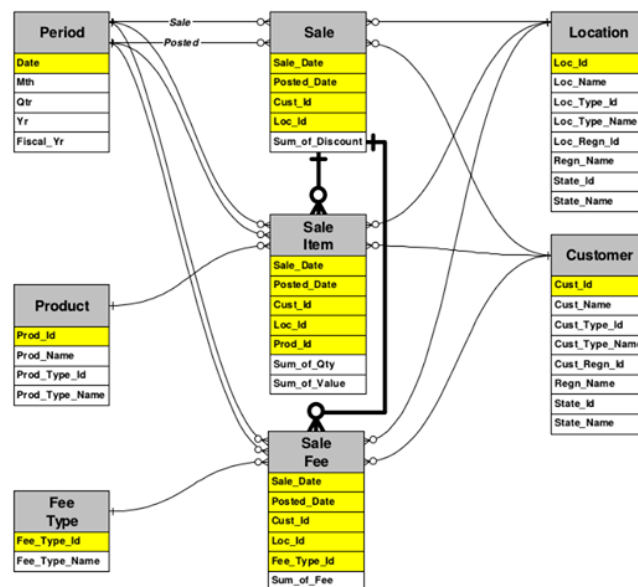 Period
Date
Mth
Qtr
Yr
Fiscal_Yr
Sale
Posted
Sale
Sale_Date
Posted_Date
Cust_Id
Loc_Id
Sum_of_Discount
Location
Loc_Id
Loc_Name
Loc_Type_Id
Loc_Type_Name
Loc_Regn_Id
Regn_Name
State_Id
State_Name
Sale
Item
Sale_Date
Posted_Date
Cust_Id
Loc_Id
Prod_Id
Sum_of_Qty
Sum_of_Value
Product
Prod_Id
Prod_Name
Prod_Type_Id
Prod_Type_Name
Customer
Cust_Id
Cust_Name
Cust_Type_Id
Cust_Type_Name
Cust_Regn_Id
Regn_Name
State_Id
State_Name
Sale
Fee
Sale_Date
Posted_Date
Cust_Id
Loc_Id
Fee_Type_Id
Sum_of_Fee
Fee
Type
Fee_Type_Id
Fee_Type_Name